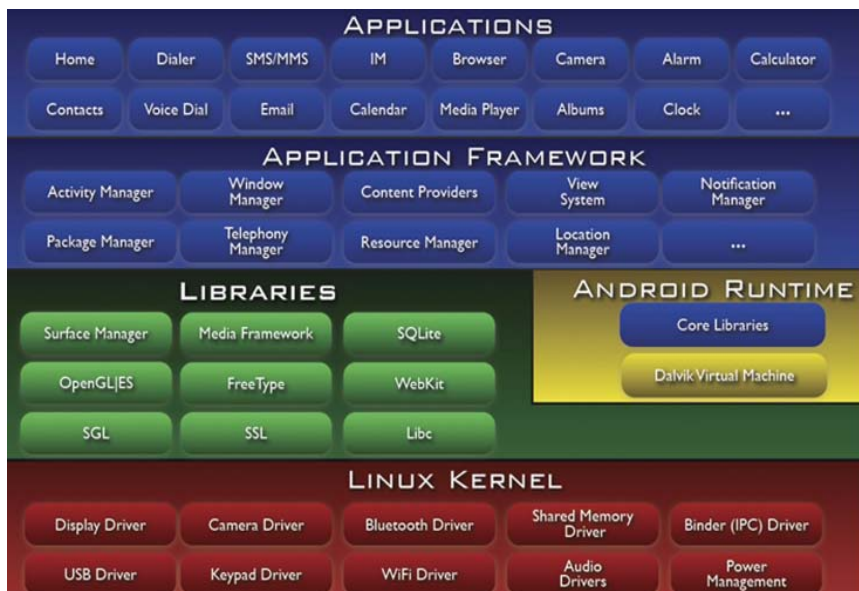 APPLICATIONS
Home Dialer SMS/MMS IM Browser Camera Alarm Calculator
Contacts Voice Dial Email Calendar Media Player Albums Clock ...
APPLICATION FRAMEWORK
Activity Manager Window Manager Content Providers View System Notification Manager
Package Manager Telephony Manager Resource Manager Location Manager ...
LIBRARIES
Surface Manager Media Framework SQLite
OpenGL|ES FreeType WebKit
SGL SSL Libc
ANDROID RUNTIME
Core Libraries
Dalvik Virtual Machine
LINUX KERNEL
Display Driver Camera Driver Bluetooth Driver Shared Memory Driver Binder (IPC) Driver
USB Driver Keypad Driver WiFi Driver Audio Drivers Power Management